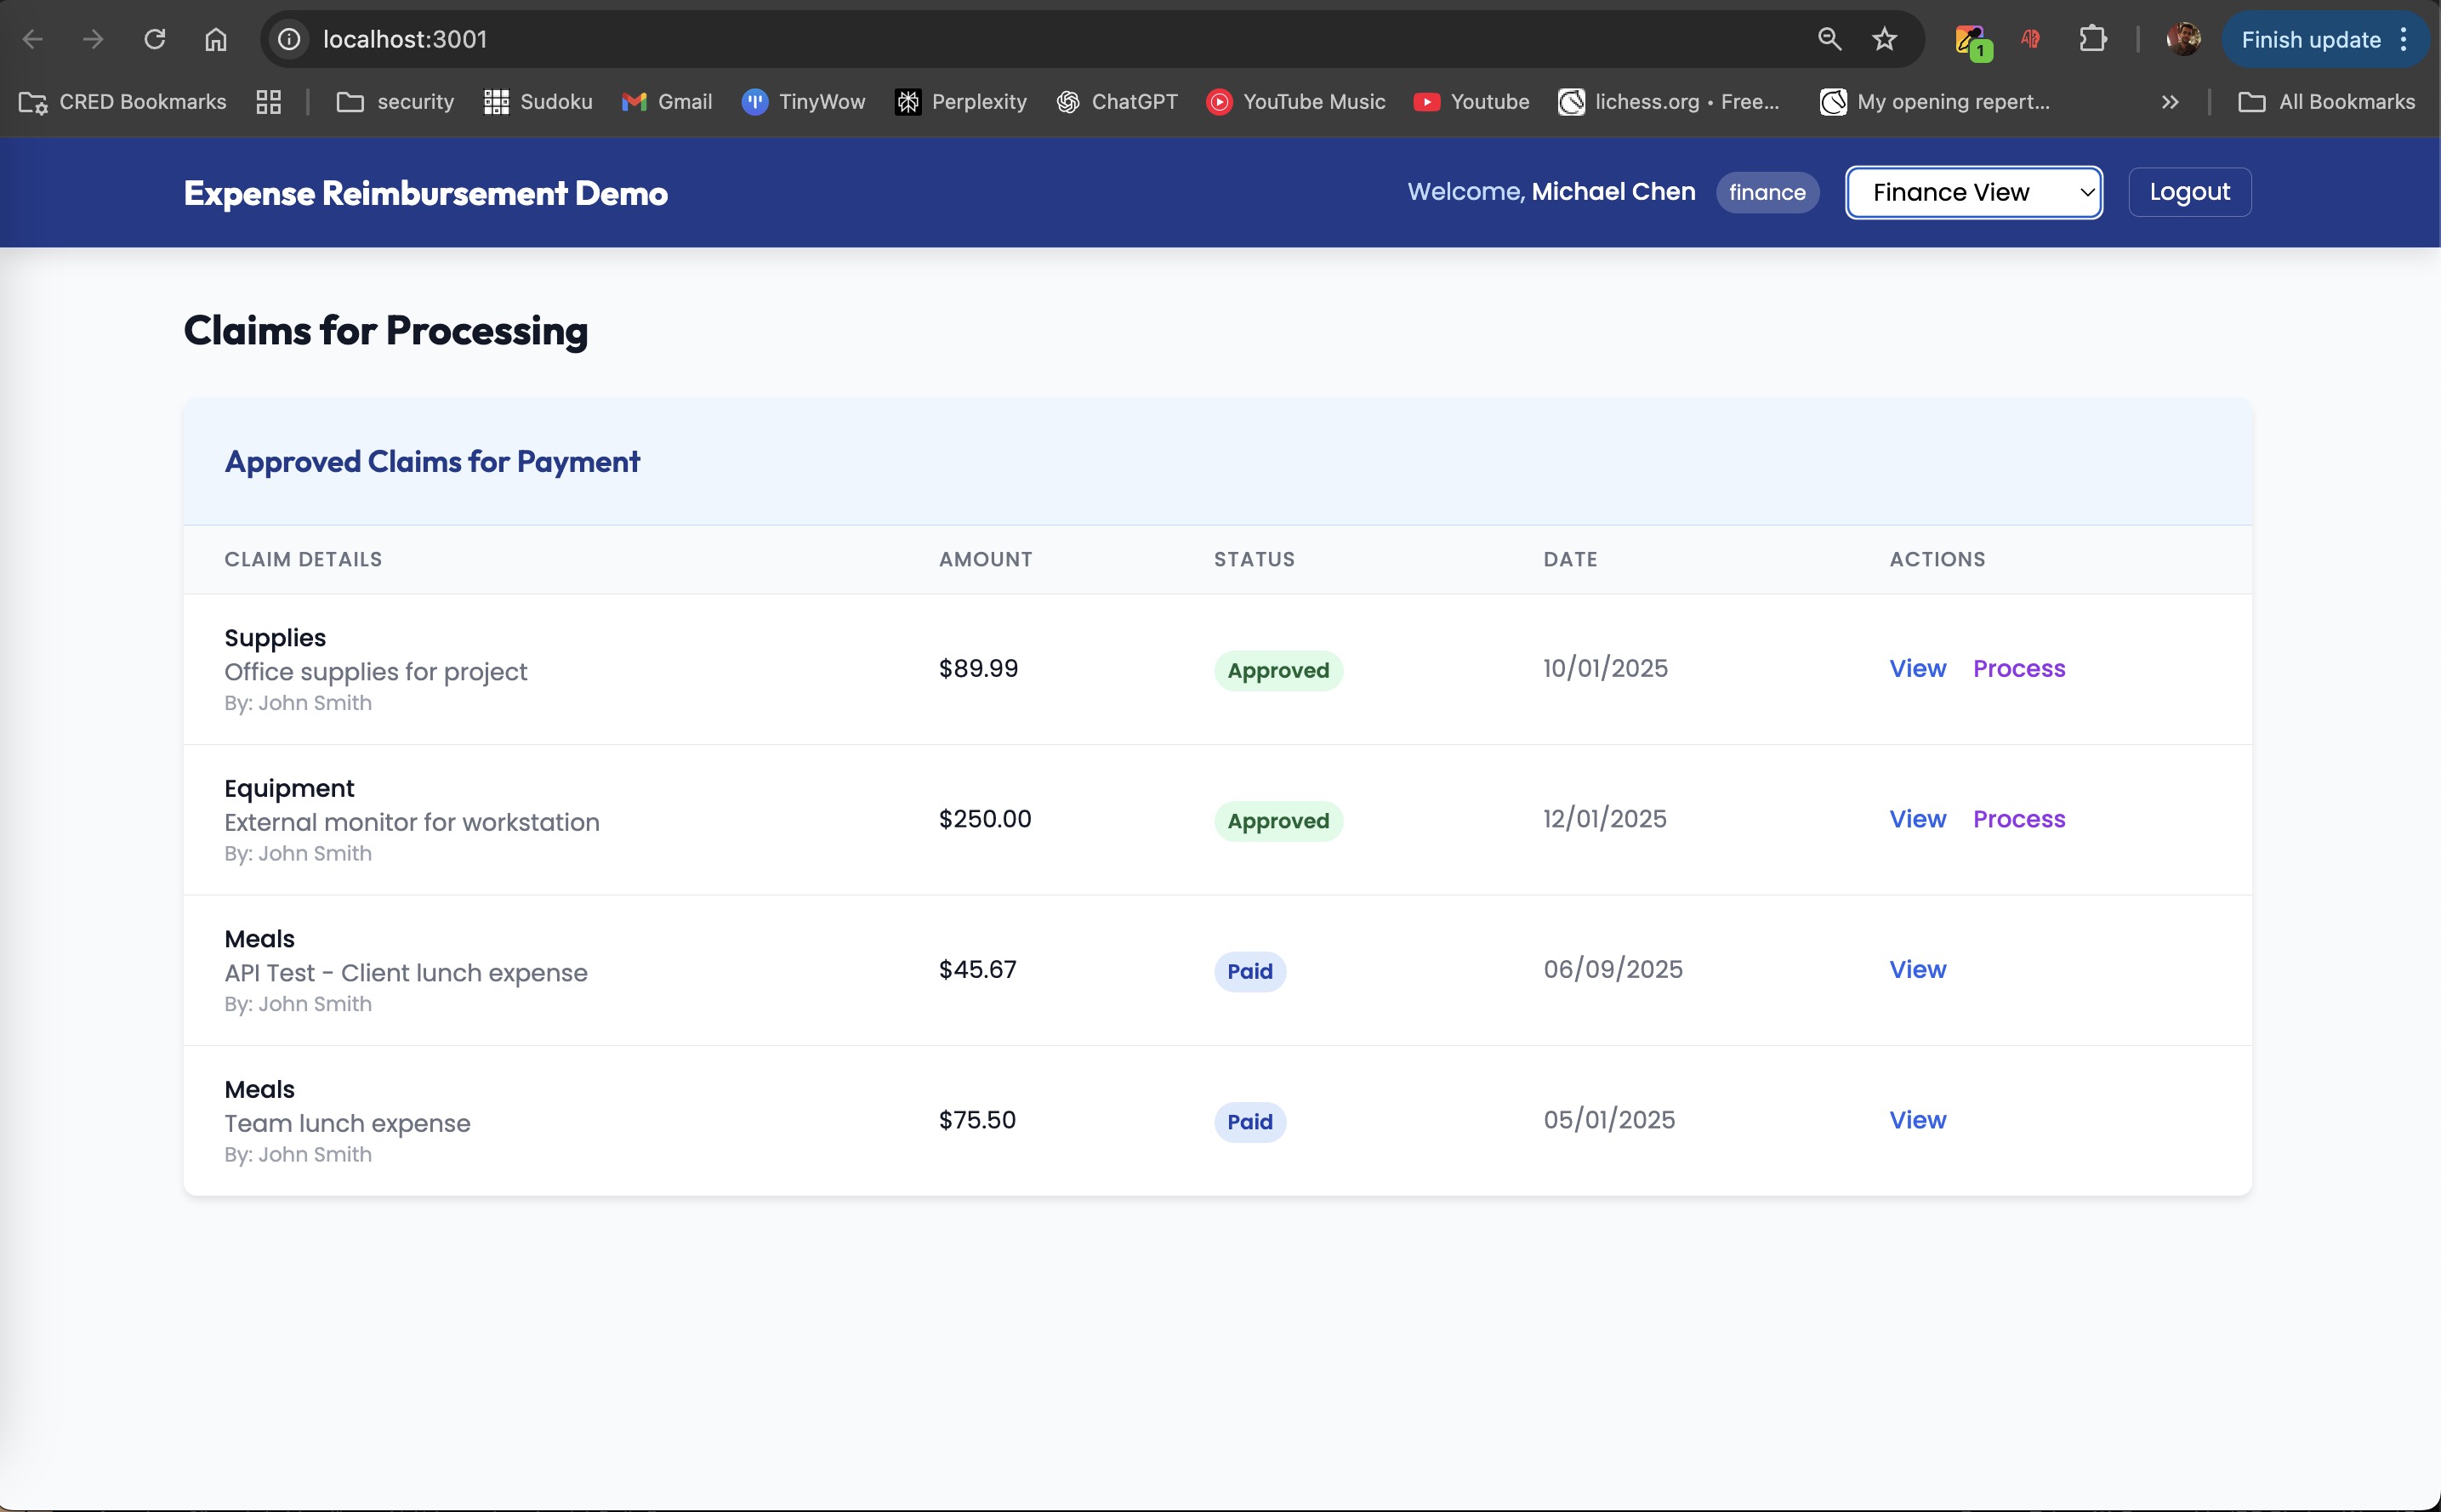 localhost:3001
1
Finish update
CRED Bookmarks
security
Sudoku
Gmail
TinyWow
Perplexity
ChatGPT
YouTube Music
Youtube
lichess.org • Free...
My opening repert...
All Bookmarks
Expense Reimbursement Demo
Welcome, Michael Chen
finance
Finance View
Logout
Claims for Processing
Approved Claims for Payment
CLAIM DETAILS AMOUNT STATUS DATE ACTIONS
Supplies
Office supplies for project
By: John Smith
$89.99 Approved 10/01/2025 View Process
Equipment
External monitor for workstation
By: John Smith
$250.00 Approved 12/01/2025 View Process
Meals
API Test - Client lunch expense
By: John Smith
$45.67 Paid 06/09/2025 View
Meals
Team lunch expense
By: John Smith
$75.50 Paid 05/01/2025 View